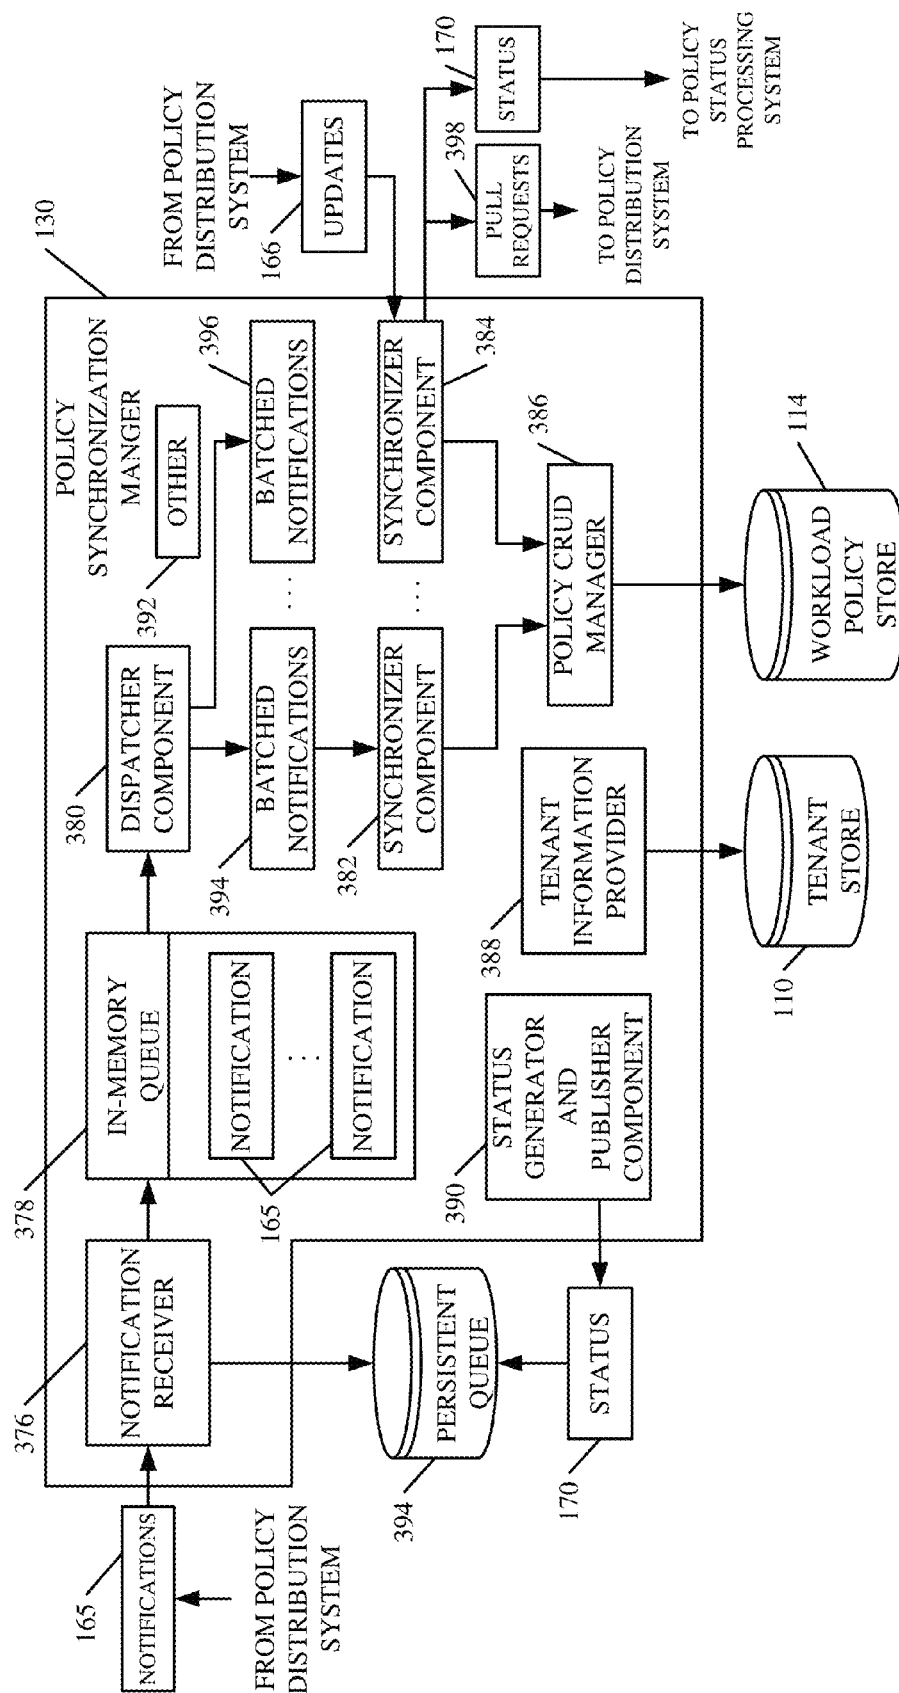 130
POLICY
SYNCHRONIZATION
MANGER
FROM POLICY
DISTRIBUTION
SYSTEM
165
NOTIFICATIONS
376
NOTIFICATION
RECEIVER
378
IN-MEMORY
QUEUE
NOTIFICATION
⋮
NOTIFICATION
165
380
DISPATCHER
COMPONENT
392
OTHER
394
BATCHED
NOTIFICATIONS
...
396
BATCHED
NOTIFICATIONS
382
SYNCHRONIZER
COMPONENT
...
384
SYNCHRONIZER
COMPONENT
FROM POLICY
DISTRIBUTION
SYSTEM
166
UPDATES
398
PULL
REQUESTS
TO POLICY
DISTRIBUTION
SYSTEM
170
STATUS
TO POLICY
STATUS
PROCESSING
SYSTEM
386
POLICY CRUD
MANAGER
388
TENANT
INFORMATION
PROVIDER
390
STATUS
GENERATOR
AND
PUBLISHER
COMPONENT
394
PERSISTENT
QUEUE
170
STATUS
110
TENANT
STORE
114
WORKLOAD
POLICY
STORE